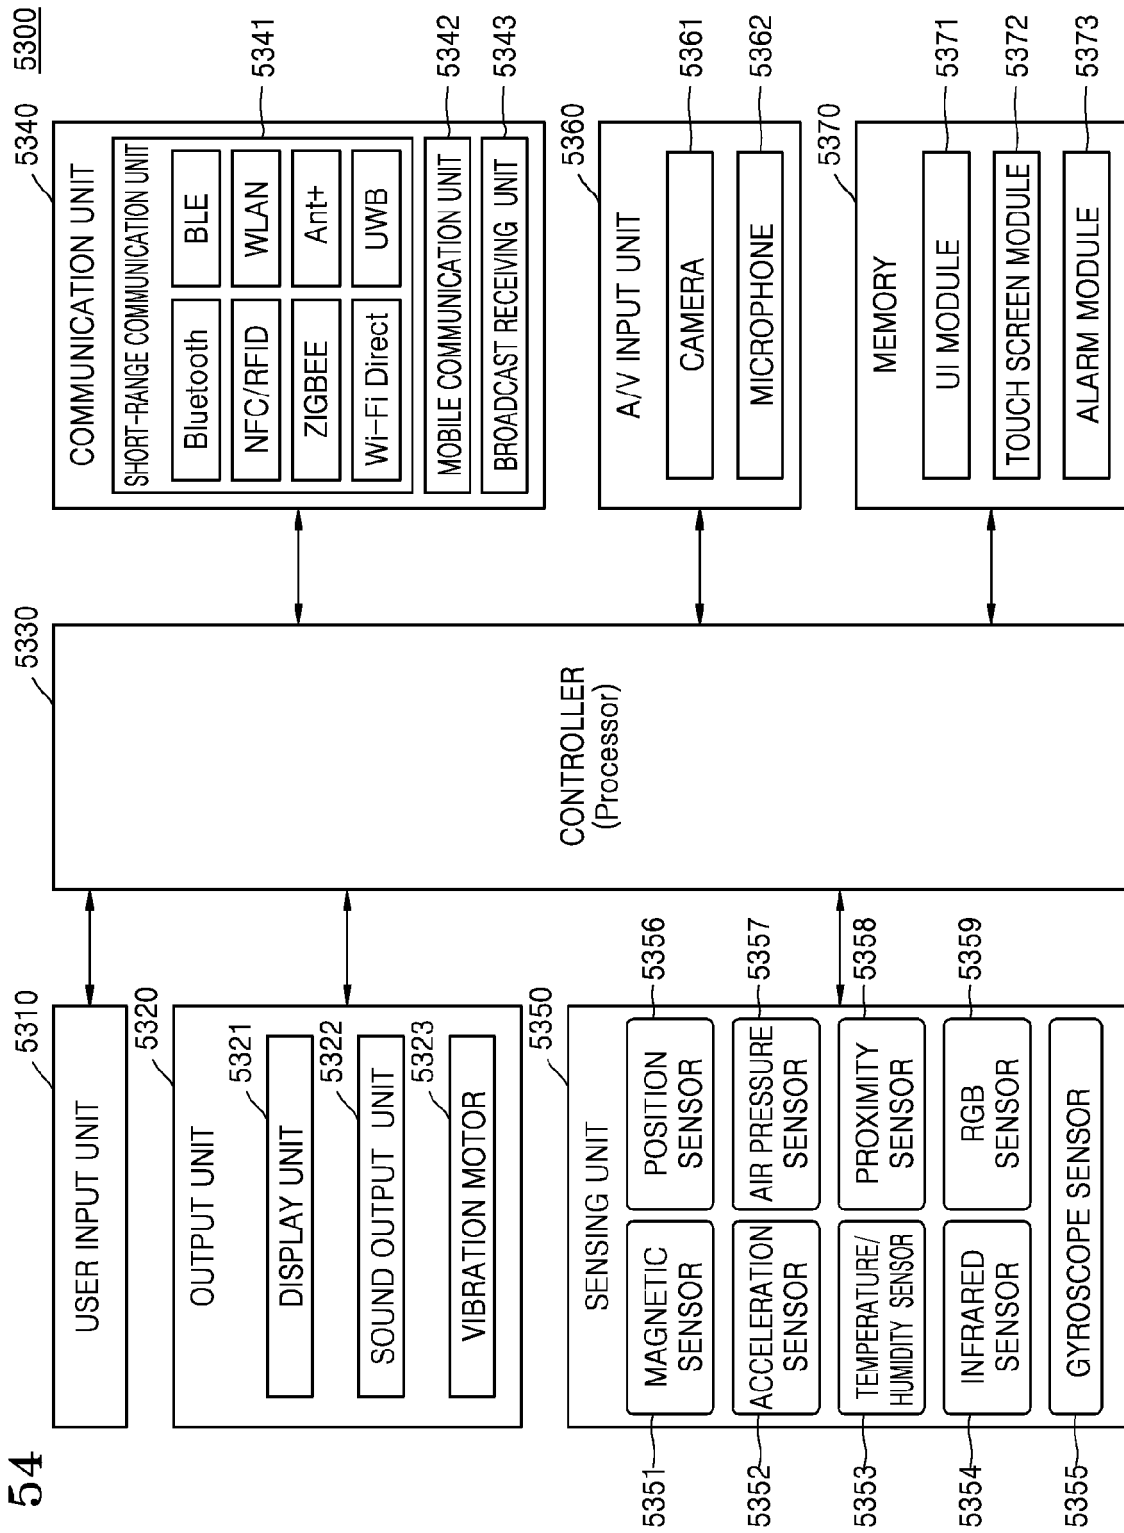 54
5300
5310
USER INPUT UNIT
5320
OUTPUT UNIT
5321
DISPLAY UNIT
5322
SOUND OUTPUT UNIT
5323
VIBRATION MOTOR
5350
SENSING UNIT
5351
MAGNETIC
SENSOR
POSITION
SENSOR
5356
5352
ACCELERATION
SENSOR
AIR PRESSURE
SENSOR
5357
5353
TEMPERATURE/
HUMIDITY SENSOR
PROXIMITY
SENSOR
5358
5354
INFRARED
SENSOR
RGB
SENSOR
5359
5355
GYROSCOPE SENSOR
5330
CONTROLLER
(Processor)
5340
COMMUNICATION UNIT
SHORT-RANGE COMMUNICATION UNIT
5341
Bluetooth
BLE
NFC/RFID
WLAN
ZIGBEE
Ant+
Wi-Fi Direct
UWB
MOBILE COMMUNICATION UNIT
5342
BROADCAST RECEIVING UNIT
5343
5360
A/V INPUT UNIT
CAMERA
5361
MICROPHONE
5362
5370
MEMORY
UI MODULE
5371
TOUCH SCREEN MODULE
5372
ALARM MODULE
5373